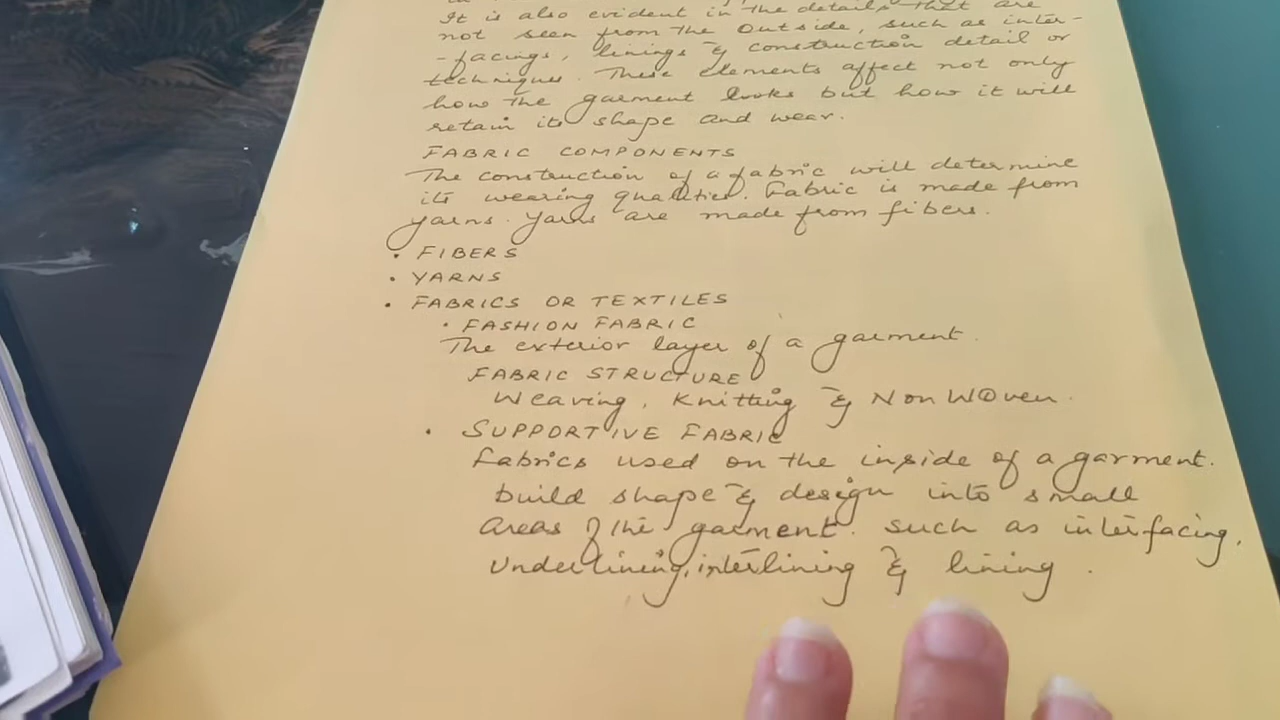 It is also evident in the details that are
not seen from the outside, such as inter-
-facings, linings & construction detail or
techniques. These elements affect not only
how the garment looks but how it will
retain its shape and wear.
FABRIC COMPONENTS
The construction of a fabric will determine
its wearing qualities. Fabric is made from
yarns. Yarns are made from fibers.
• FIBERS
• YARNS
• FABRICS OR TEXTILES
• FASHION FABRIC
The exterior layer of a garment.
FABRIC STRUCTURE
Weaving, Knitting & Non Woven.
• SUPPORTIVE FABRIC
fabrics used on the inside of a garment.
build shape & design into small
areas of the garment. such as interfacing,
underlining, interlining & lining.